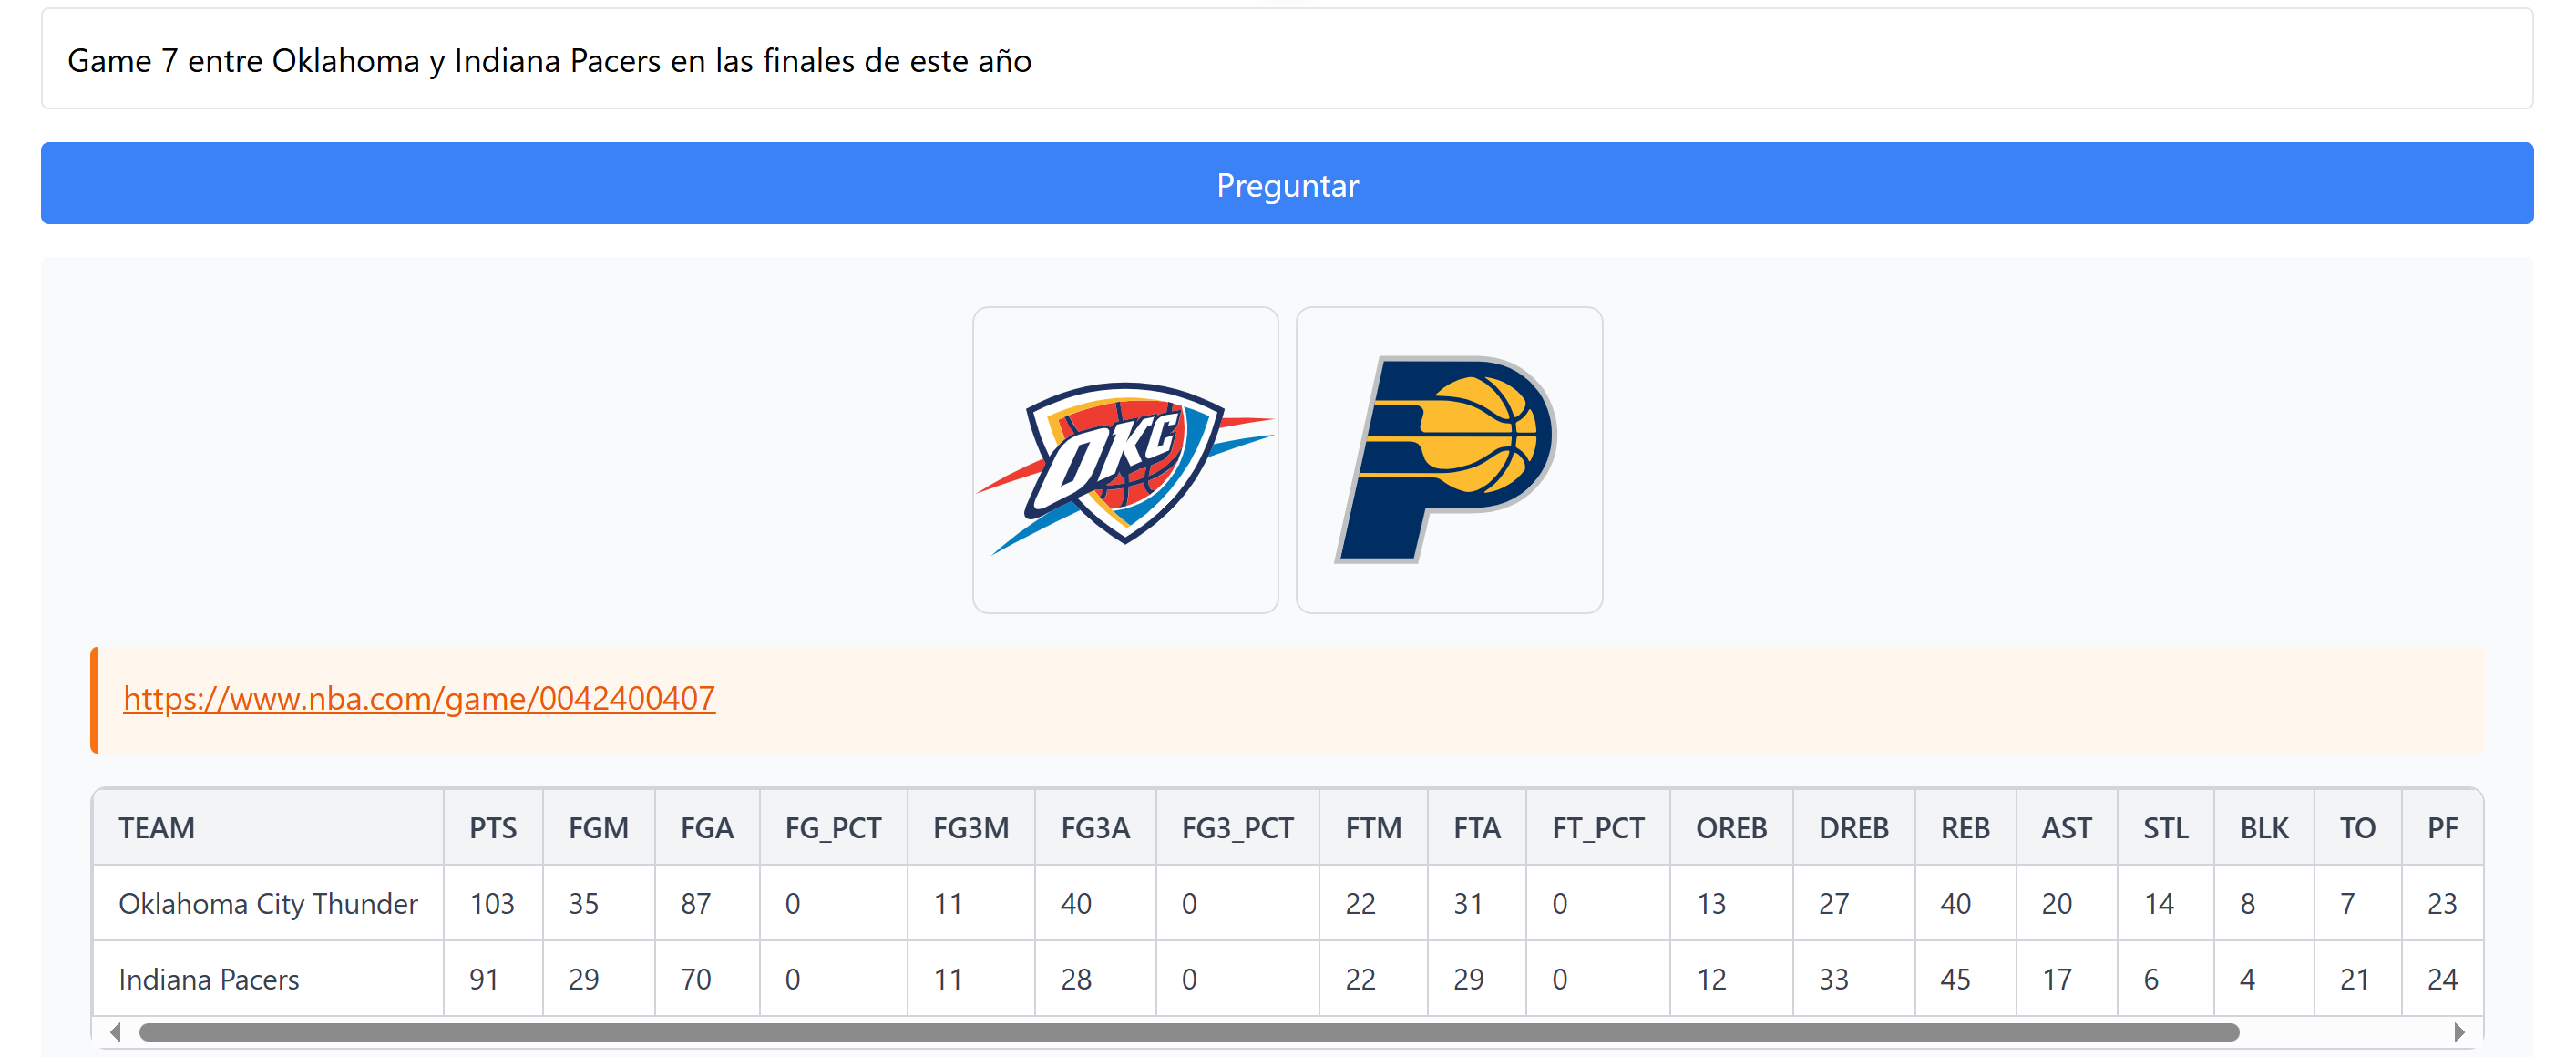 Game 7 entre Oklahoma y Indiana Pacers en las finales de este año
Preguntar
OKC
https://www.nba.com/game/0042400407
TEAM PTS FGM FGA FG_PCT FG3M FG3A FG3_PCT FTM FTA FT_PCT OREB DREB REB AST STL BLK TO PF
Oklahoma City Thunder 103 35 87 0 11 40 0 22 31 0 13 27 40 20 14 8 7 23
Indiana Pacers 91 29 70 0 11 28 0 22 29 0 12 33 45 17 6 4 21 24